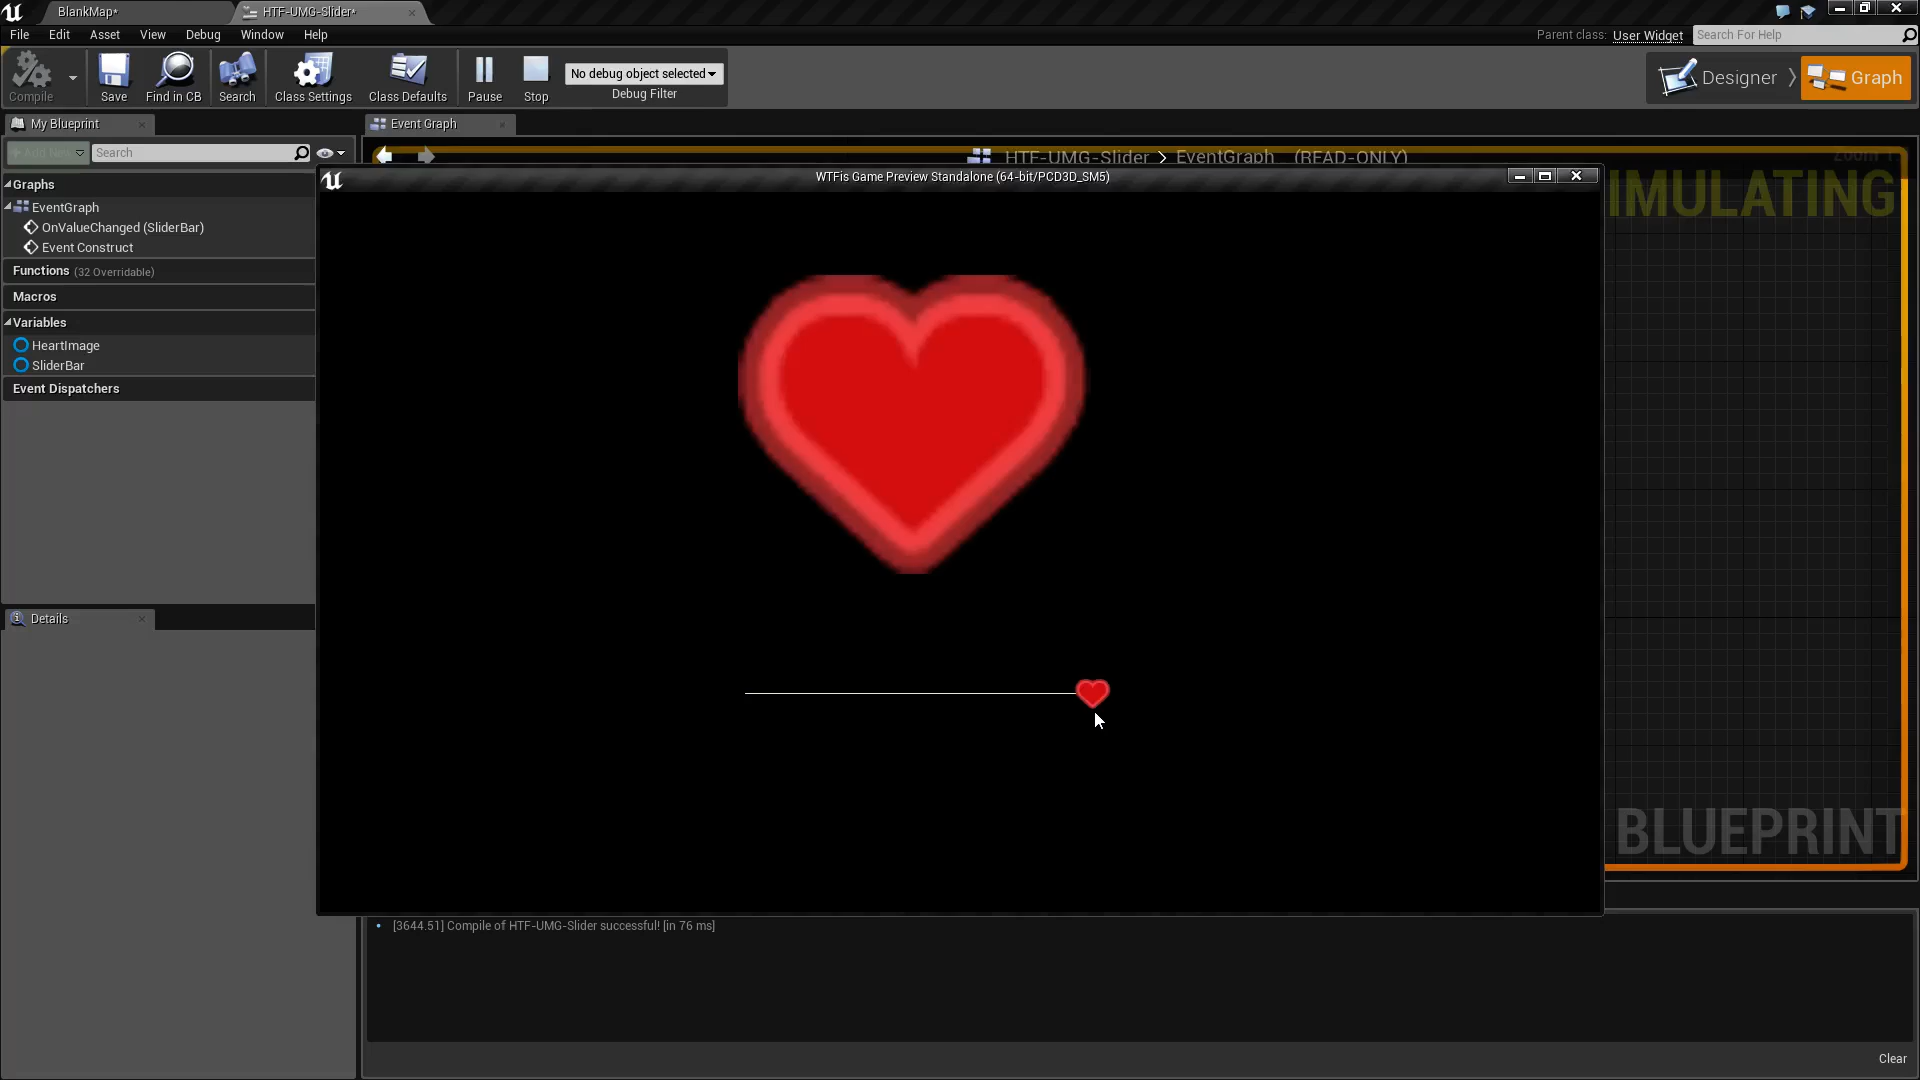 BlankMap*
HTF-UMG-Slider*
File Edit Asset View Debug Window Help
Parent class: User Widget
Search For Help
Compile
Save
Find in CB
Search
Class Settings
Class Defaults
Pause
Stop
No debug object selected
Debug Filter
Designer
Graph
My Blueprint
Event Graph
Add New
Search
HTF-UMG-Slider > EventGraph (READ-ONLY)
WTFis Game Preview Standalone (64-bit/PCD3D_SM5)
IMULATING
Graphs
EventGraph
OnValueChanged (SliderBar)
Event Construct
Functions (32 Overridable)
Macros
Variables
HeartImage
SliderBar
Event Dispatchers
Details
BLUEPRINT
[3644.51] Compile of HTF-UMG-Slider successful! [in 76 ms]
Clear